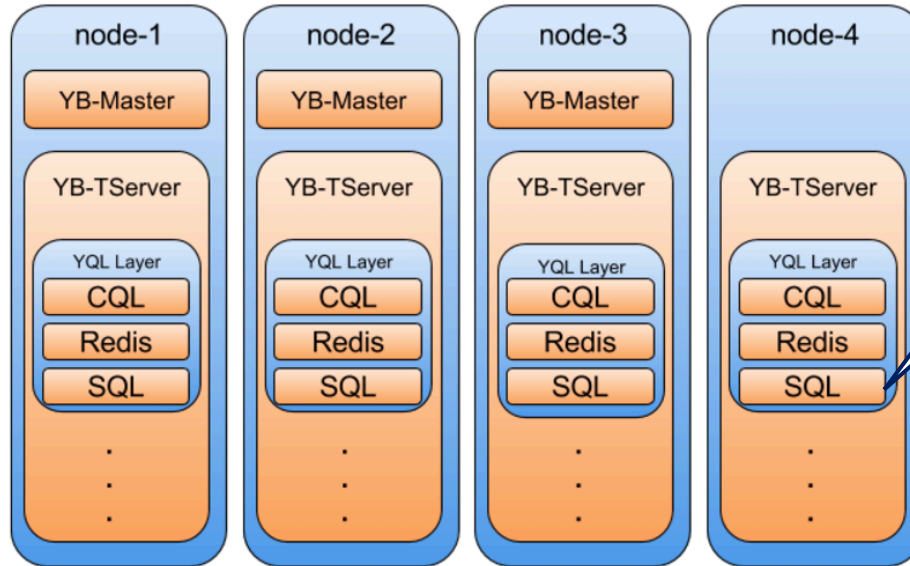 node-1
YB-Master
YB-TServer
YQL Layer
CQL
Redis
SQL
.
.
.
node-2
YB-Master
YB-TServer
YQL Layer
CQL
Redis
SQL
.
.
.
node-3
YB-Master
YB-TServer
YQL Layer
CQL
Redis
SQL
.
.
.
node-4
YB-TServer
YQL Layer
CQL
Redis
SQL
.
.
.